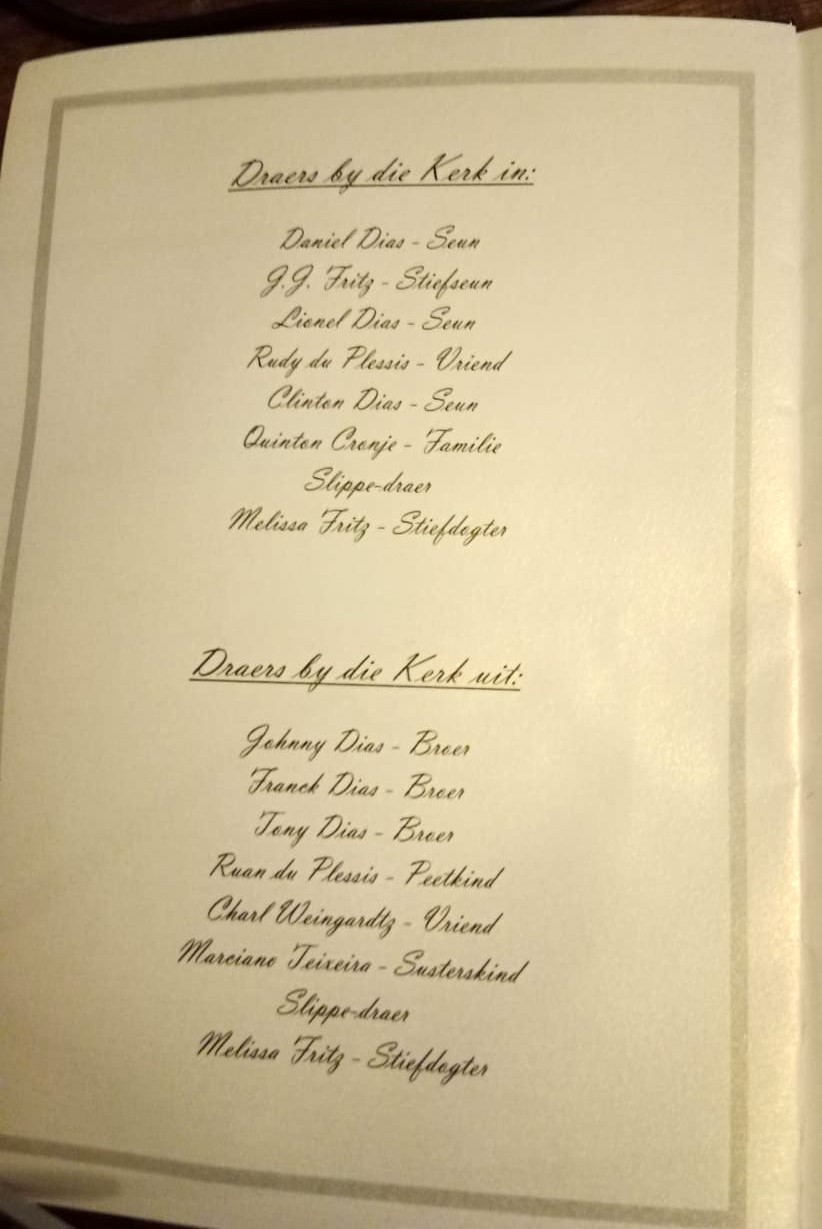 Draers by die Kerk in:
Daniel Dias - Seun
J.J. Fritz - Stiefseun
Lionel Dias - Seun
Rudy du Plessis - Vriend
Clinton Dias - Seun
Quinton Cronje - Familie
Slippe-draer
Melissa Fritz - Stiefdogter
Draers by die Kerk uit:
Johnny Dias - Broer
Franck Dias - Broer
Tony Dias - Broer
Ruan du Plessis - Peetkind
Charl Weingardtz - Vriend
Marciano Teixeira - Susterskind
Slippe-draer
Melissa Fritz - Stiefdogter